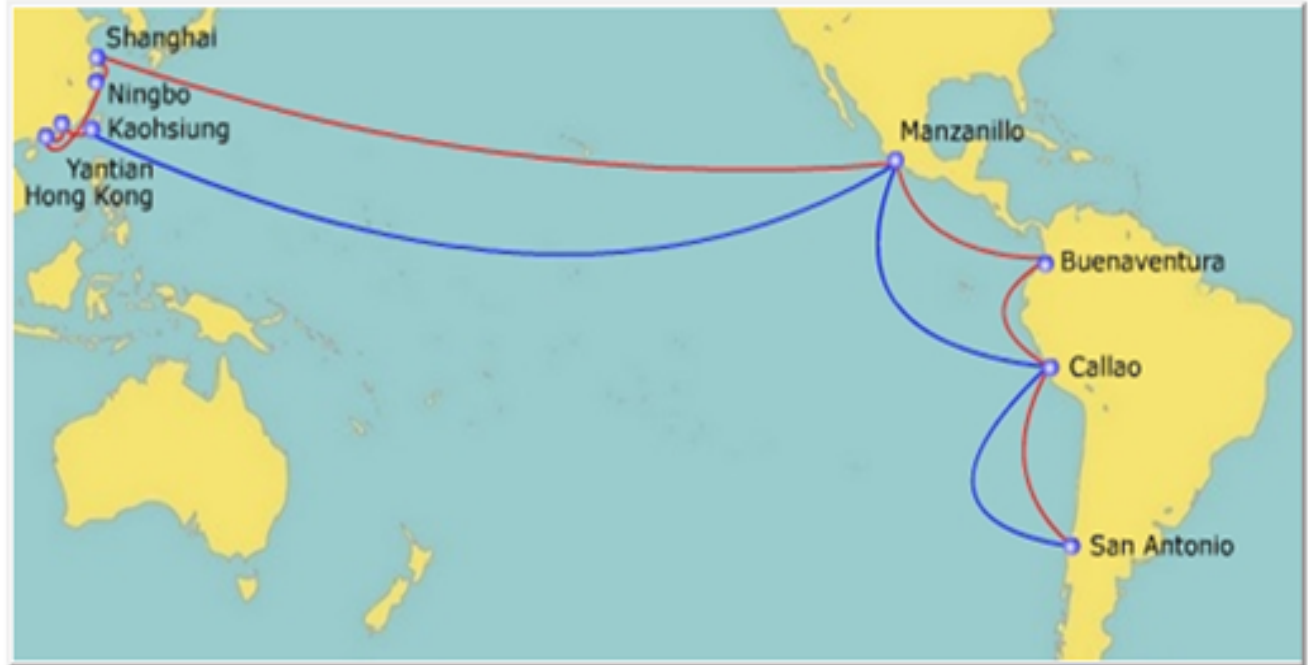 Shanghai
Ningbo
Kaohsiung
Yantian
Hong Kong
Manzanillo
Buenaventura
Callao
San Antonio